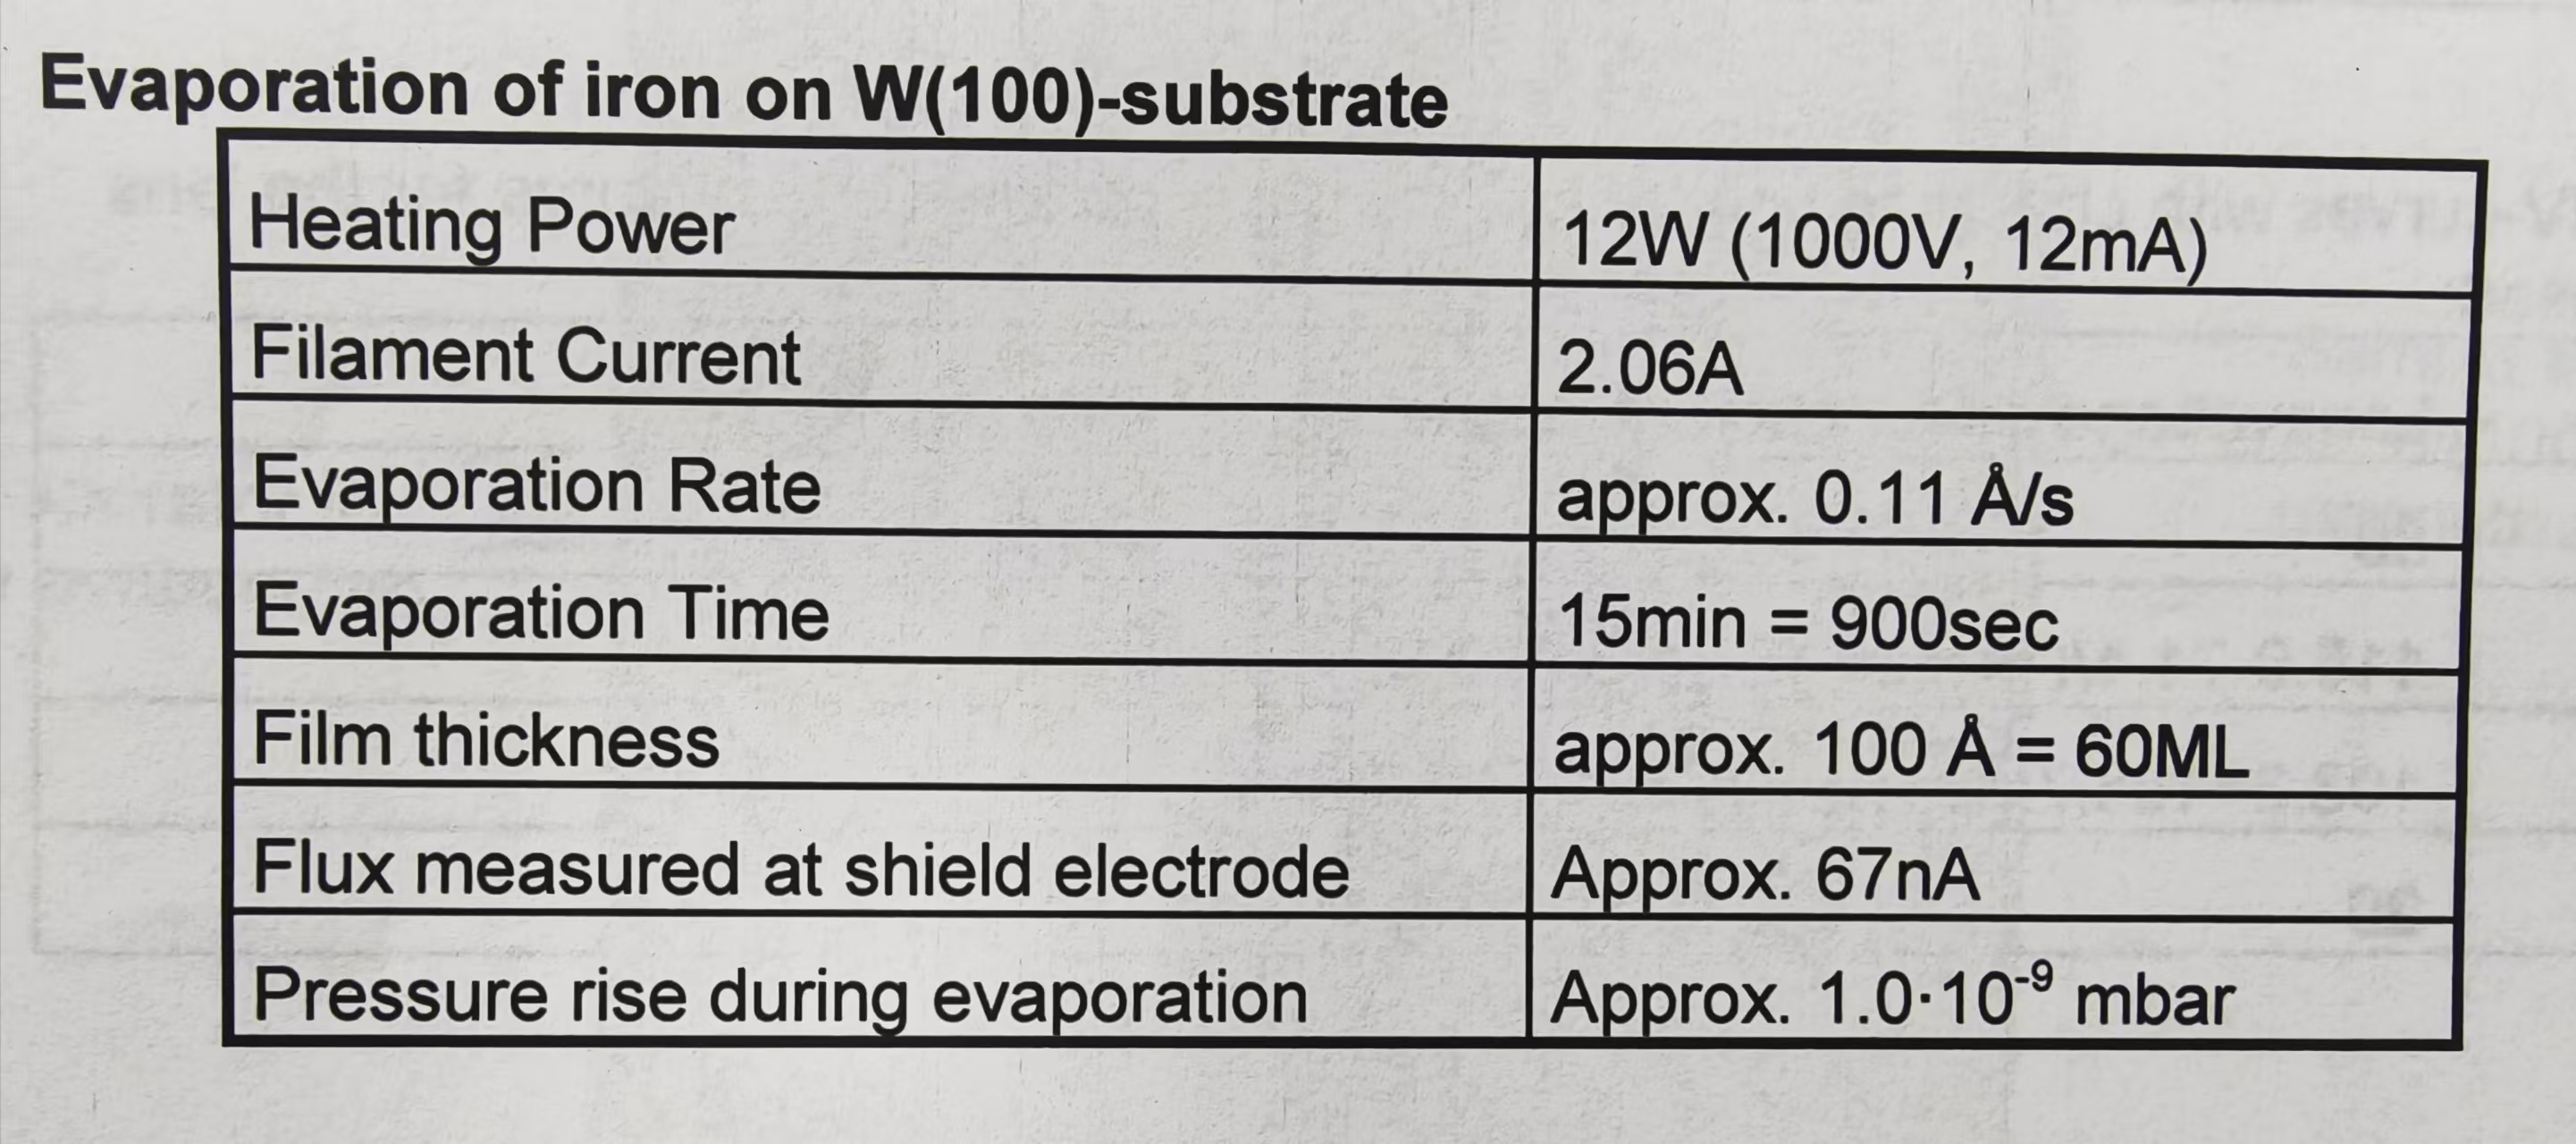 Evaporation of iron on W(100)-substrate
Heating Power 12W (1000V, 12mA)
Filament Current 2.06A
Evaporation Rate approx. 0.11 Å/s
Evaporation Time 15min = 900sec
Film thickness approx. 100 Å = 60ML
Flux measured at shield electrode Approx. 67nA
Pressure rise during evaporation Approx. 1.0·10⁻⁹ mbar